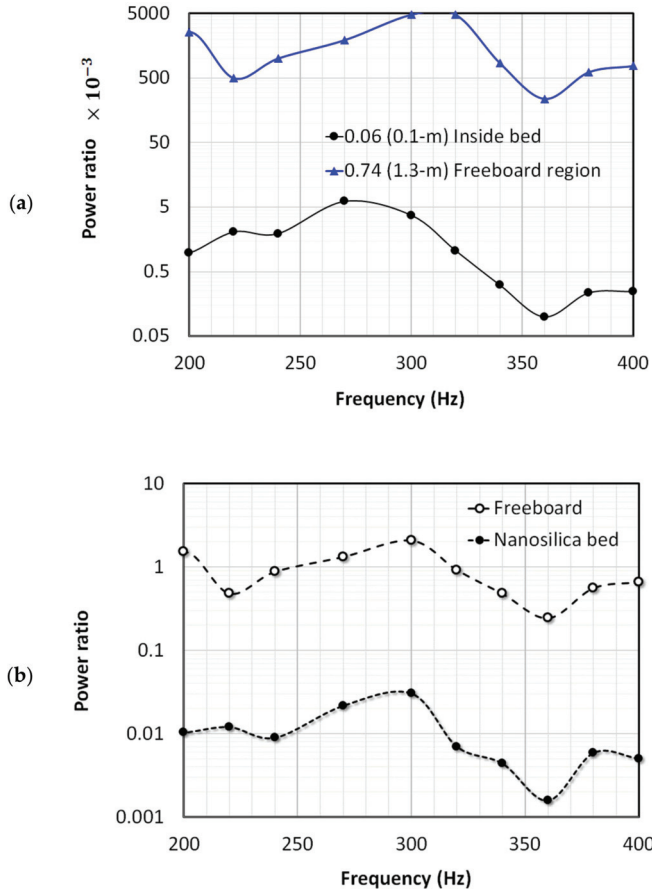 5000
500
50
5
0.5
0.05
Power ratio × 10⁻³
(a)
0.06 (0.1-m) Inside bed
0.74 (1.3-m) Freeboard region
200 250 300 350 400
Frequency (Hz)
10
1
0.1
0.01
0.001
Power ratio
(b)
Freeboard
Nanosilica bed
200 250 300 350 400
Frequency (Hz)